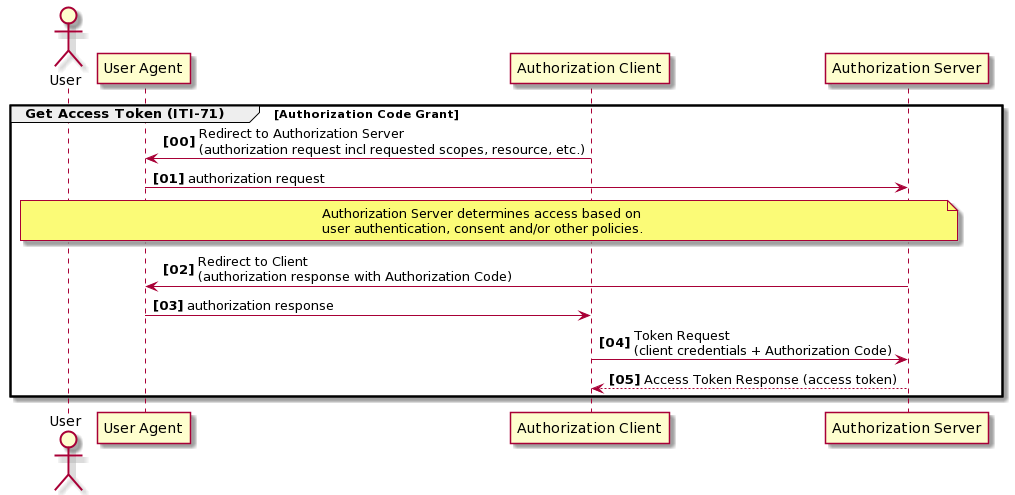 User
User Agent
Authorization Client
Authorization Server
Get Access Token (ITI-71) [Authorization Code Grant]
[00] Redirect to Authorization Server
(authorization request incl requested scopes, resource, etc.)
[01] authorization request
Authorization Server determines access based on
user authentication, consent and/or other policies.
[02] Redirect to Client
(authorization response with Authorization Code)
[03] authorization response
[04] Token Request
(client credentials + Authorization Code)
[05] Access Token Response (access token)
User
User Agent
Authorization Client
Authorization Server